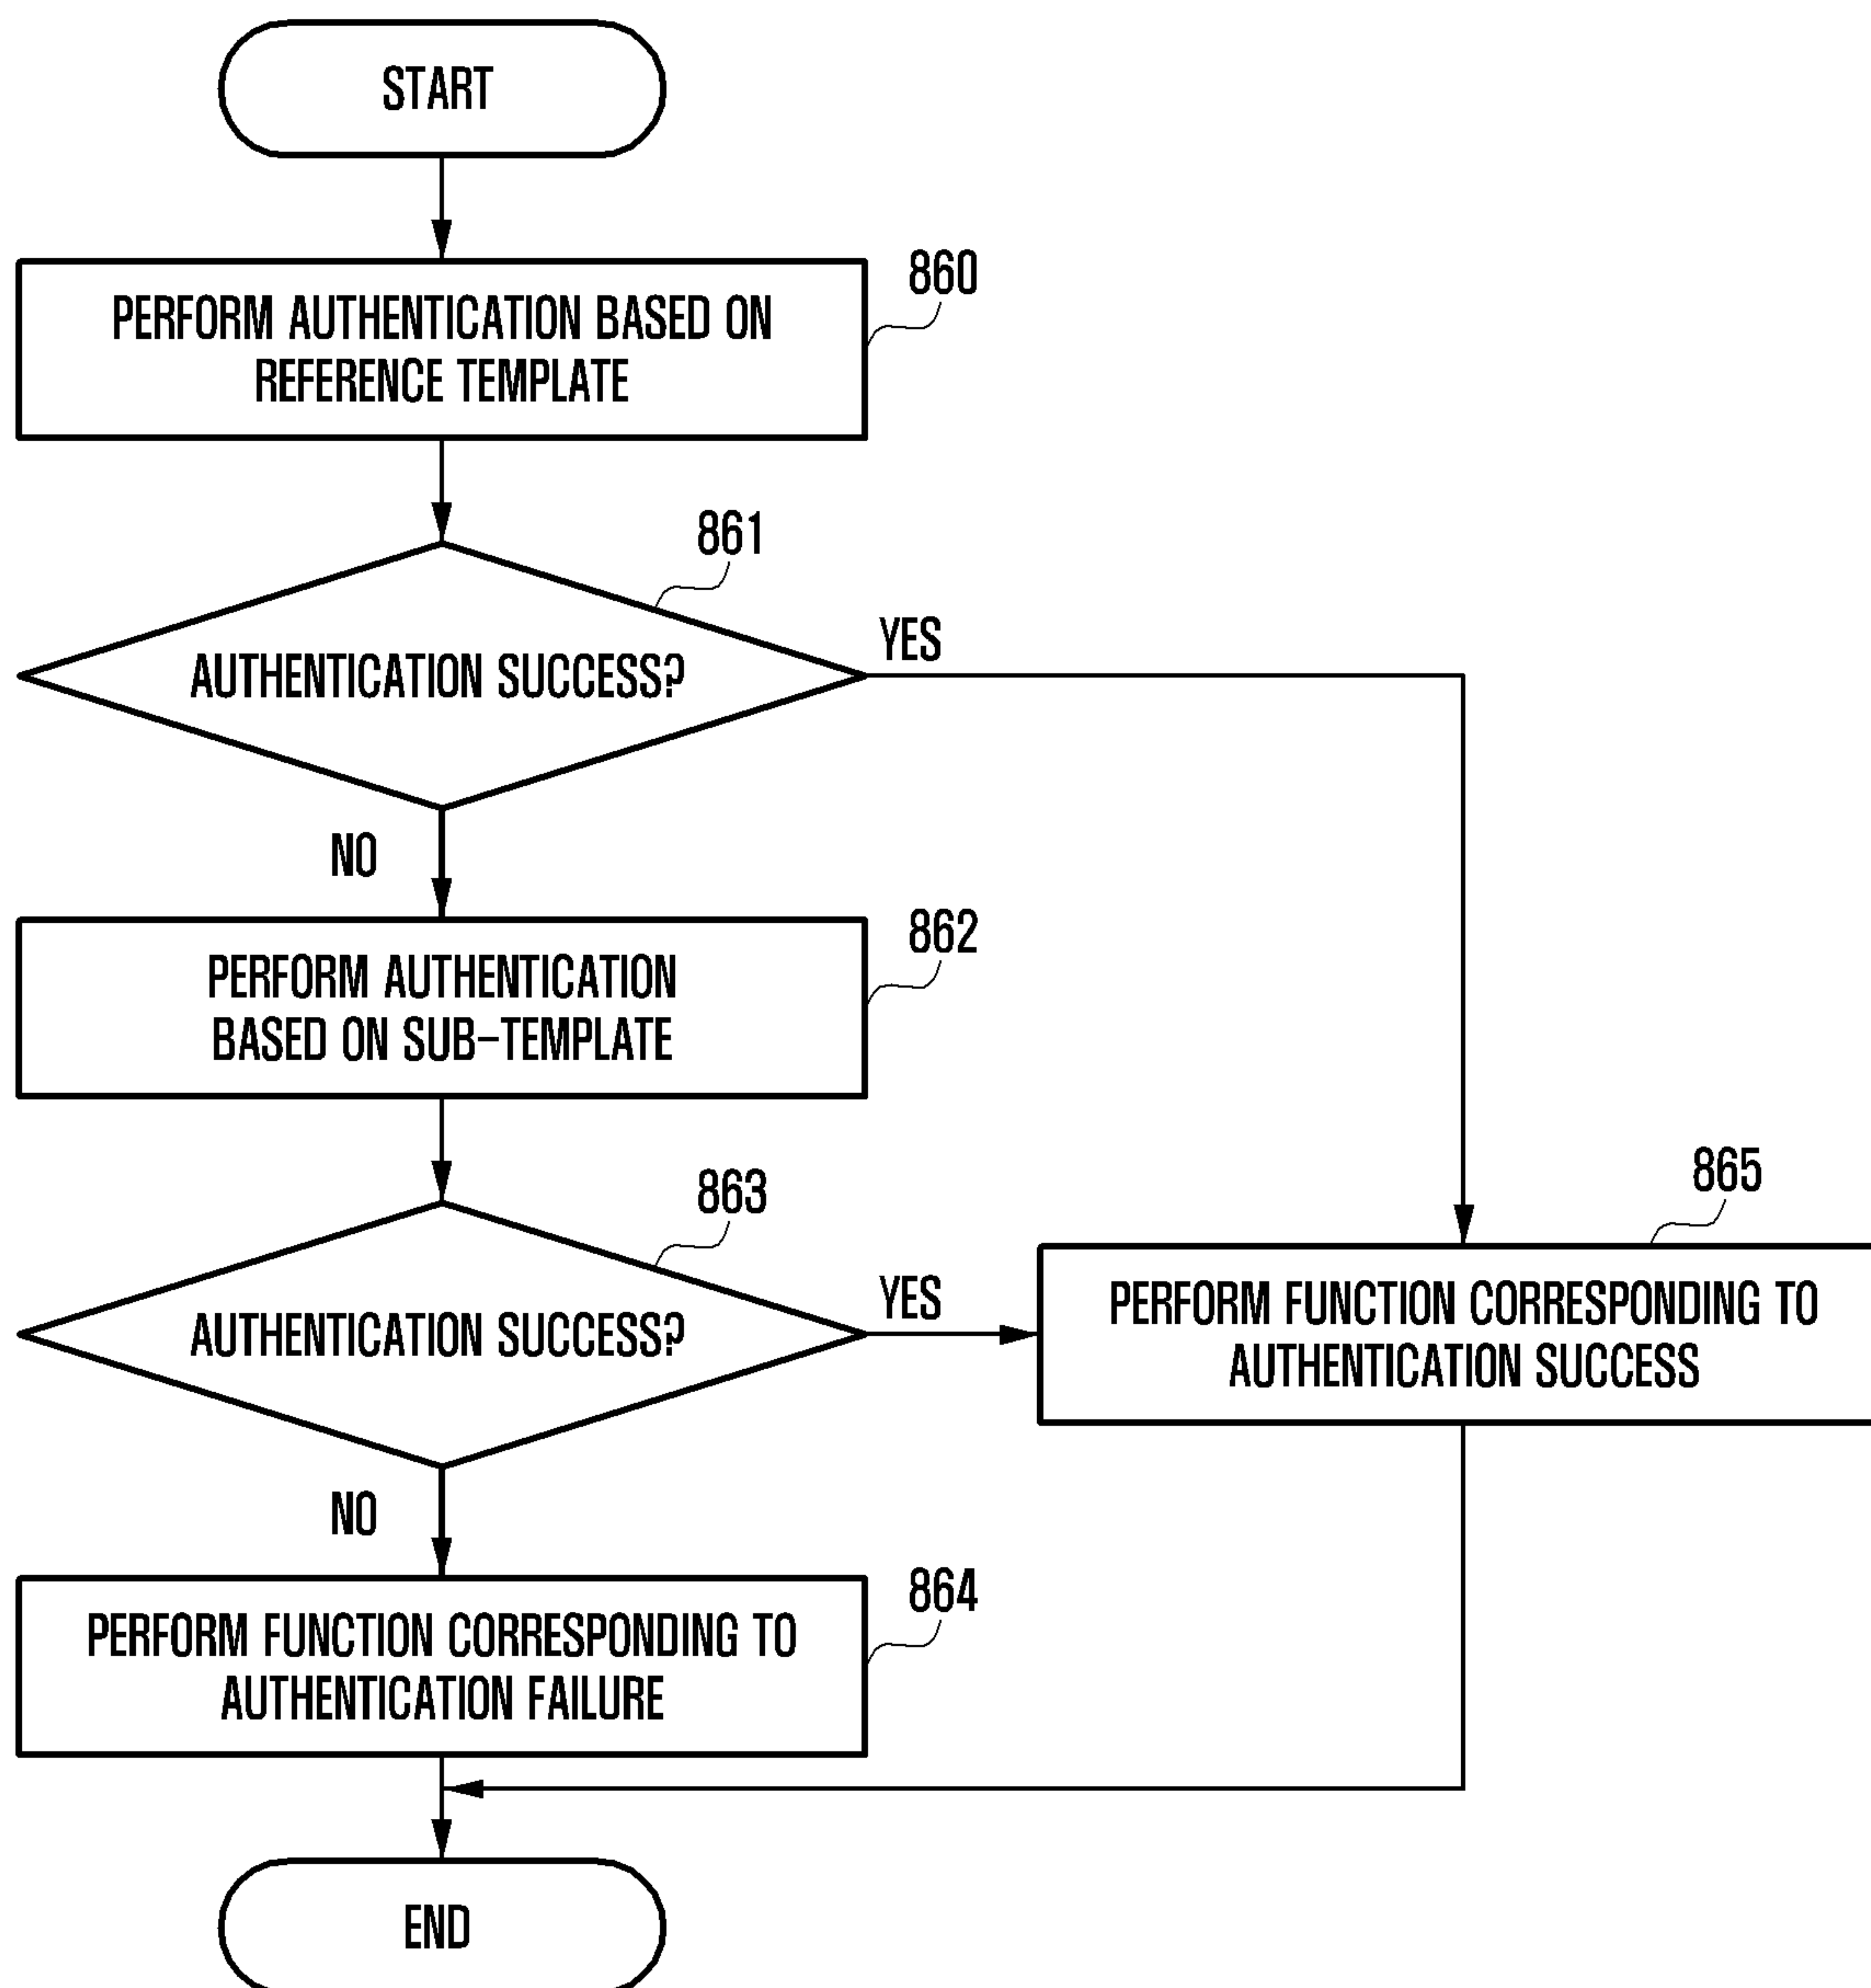 START
860
PERFORM AUTHENTICATION BASED ON
REFERENCE TEMPLATE
861
AUTHENTICATION SUCCESS?
YES
NO
862
PERFORM AUTHENTICATION
BASED ON SUB-TEMPLATE
863
AUTHENTICATION SUCCESS?
YES
865
PERFORM FUNCTION CORRESPONDING TO
AUTHENTICATION SUCCESS
NO
864
PERFORM FUNCTION CORRESPONDING TO
AUTHENTICATION FAILURE
END